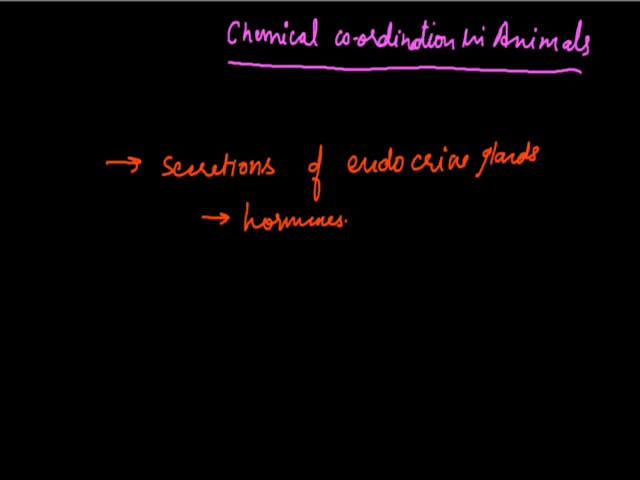 Chemical co-ordination in Animals
→ Secretions of endocrine glands
→ hormones.